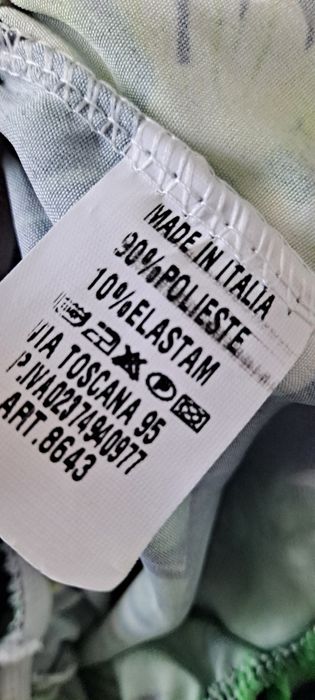 MADE IN ITALIA
90%POLIESTE
10%ELASTAM
P
VIA TOSCANA 95
P.IVA02374940977
ART.8643